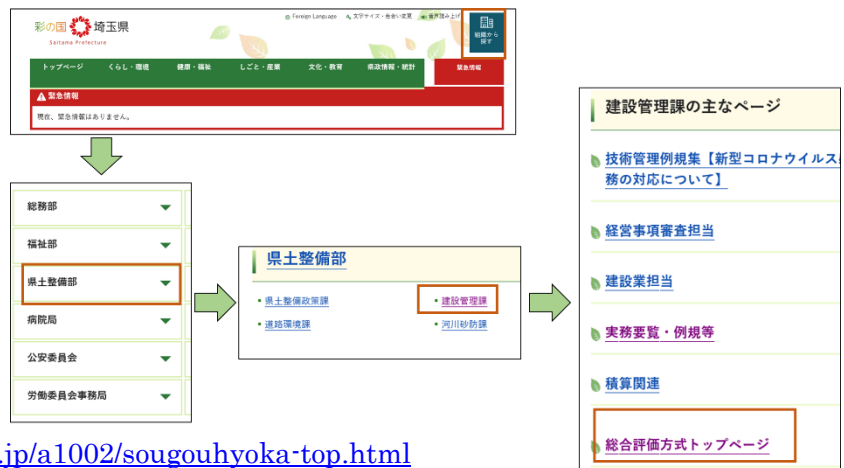 彩の国 埼玉県
Saitama Prefecture
Foreign Language 文字サイズ・色合い変更 音声読み上げ
組織から
探す
トップページ くらし・環境 健康・福祉 しごと・産業 文化・教育 県政情報・統計 緊急情報
緊急情報
現在、緊急情報はありません。
総務部
福祉部
県土整備部
病院局
公安委員会
労働委員会事務局
県土整備部
・県土整備政策課 ・建設管理課
・道路環境課 ・河川砂防課
建設管理課の主なページ
技術管理例規集【新型コロナウイルス
務の対応について】
経営事項審査担当
建設業担当
実務要覧・例規等
積算関連
総合評価方式トップページ
.jp/a1002/sougouhyoka-top.html